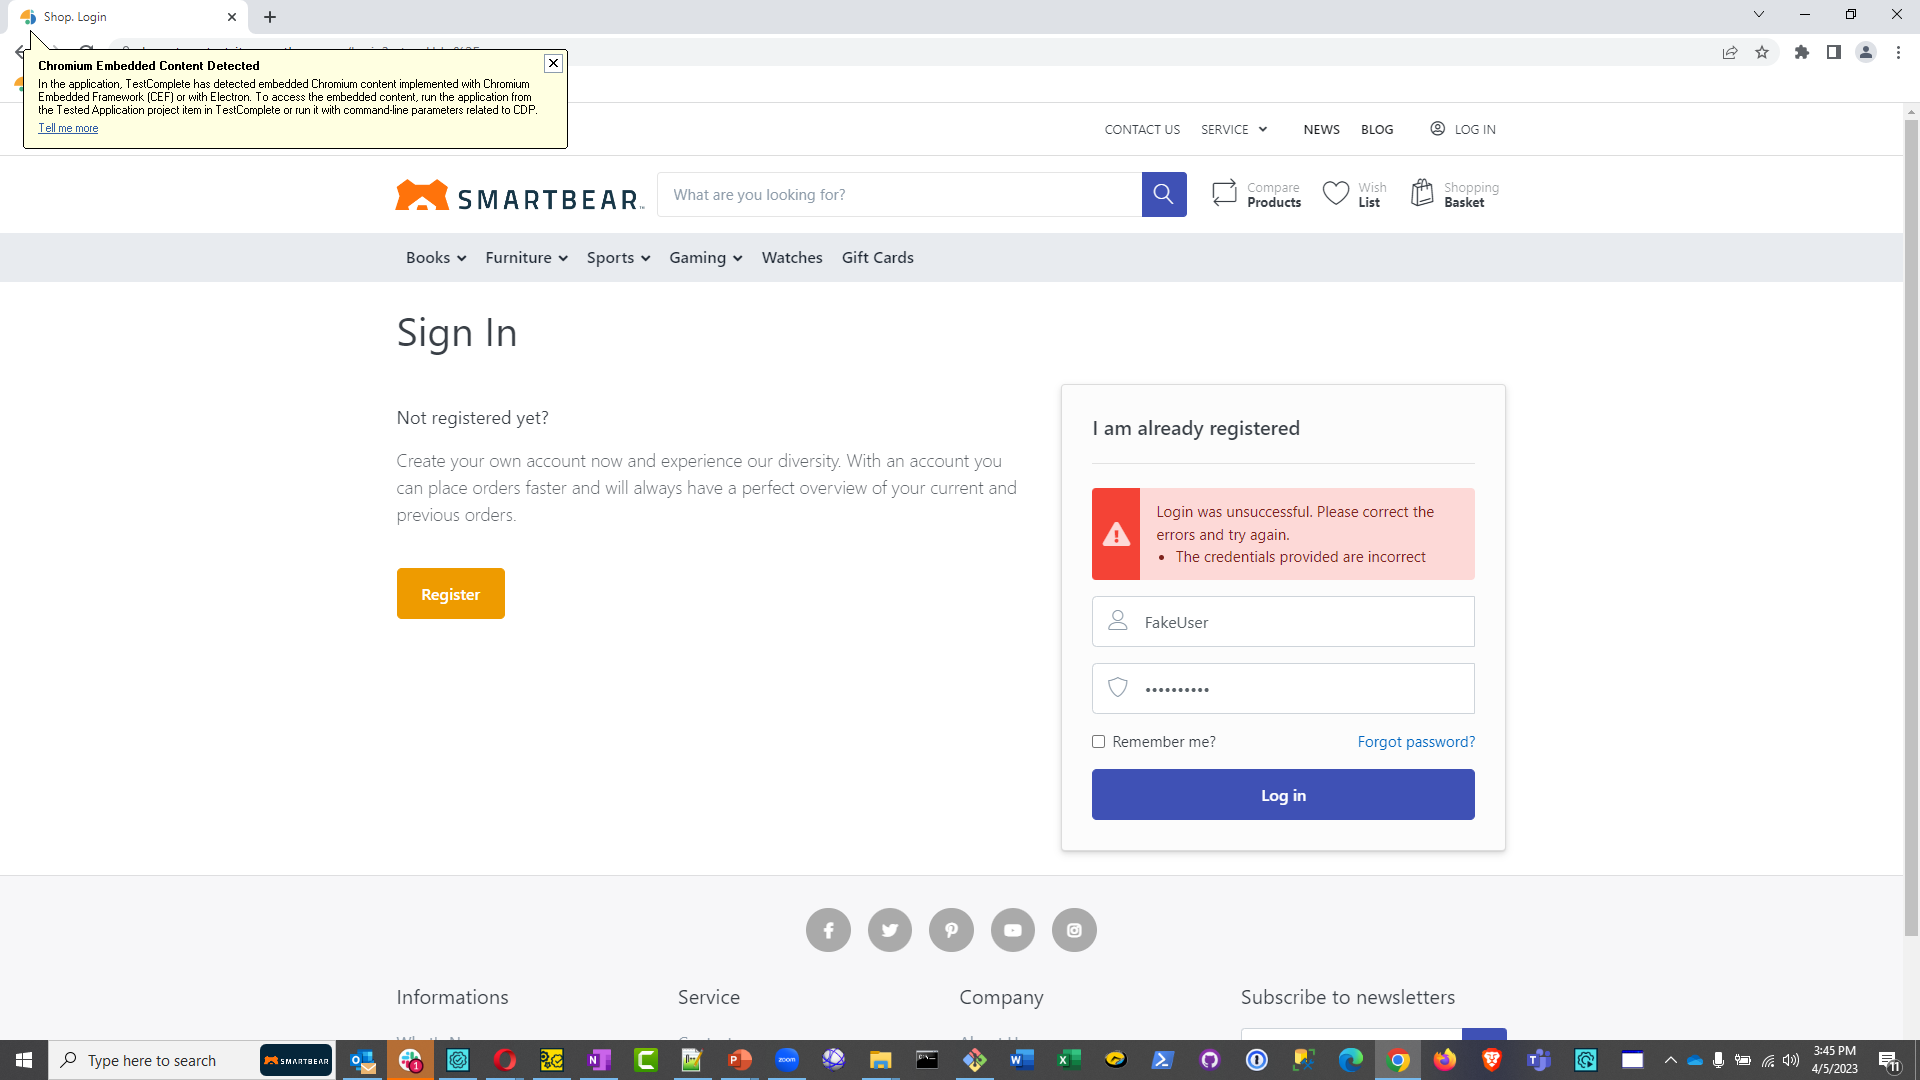 Shop. Login
Chromium Embedded Content Detected
In the application, TestComplete has detected embedded Chromium content implemented with Chromium
Embedded Framework (CEF) or with Electron. To access the embedded content, run the application from
the Tested Application project item in TestComplete or run it with command-line parameters related to CDP.
Tell me more
CONTACT US SERVICE NEWS BLOG LOG IN
SMARTBEAR
What are you looking for?
Compare
Products
Wish
List
Shopping
Basket
Books Furniture Sports Gaming Watches Gift Cards
Sign In
Not registered yet?
Create your own account now and experience our diversity. With an account you
can place orders faster and will always have a perfect overview of your current and
previous orders.
Register
I am already registered
Login was unsuccessful. Please correct the
errors and try again.
• The credentials provided are incorrect
FakeUser
••••••••••
Remember me? Forgot password?
Log in
Informations Service Company Subscribe to newsletters
Type here to search
SMARTBEAR
1
zoom
3:45 PM
4/5/2023
11